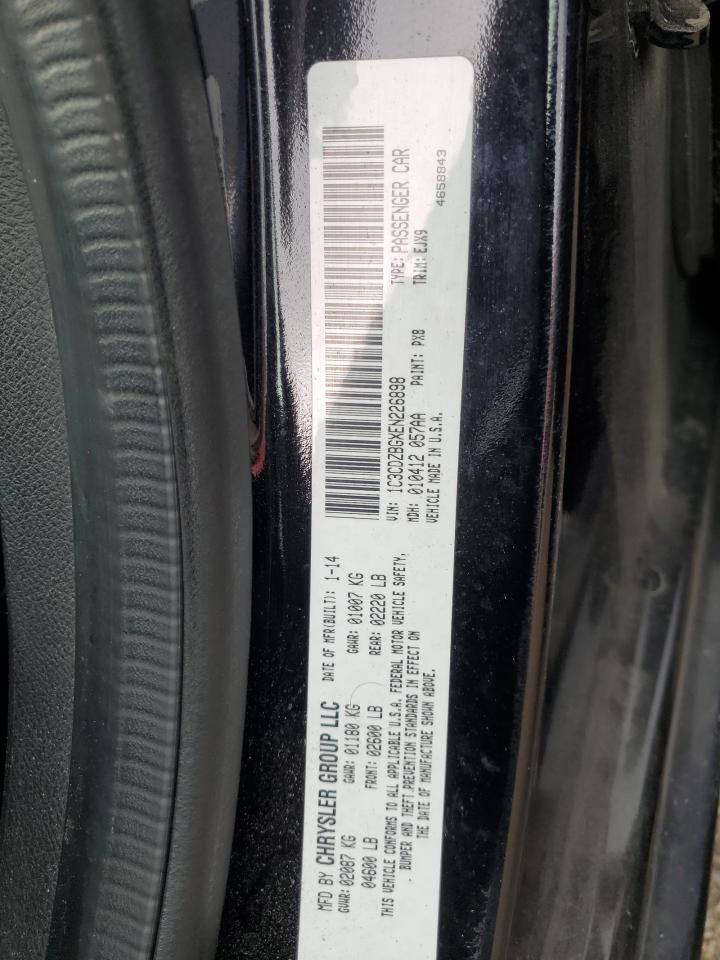 MFD BY CHRYSLER GROUP LLC DATE OF MFR(BUILT): 1-14
GVWR: 02087 KG GAWR: 01180 KG GAWR: 01007 KG
04600 LB FRONT: 02600 LB REAR: 02220 LB
THIS VEHICLE CONFORMS TO ALL APPLICABLE U.S.A. FEDERAL MOTOR VEHICLE SAFETY,
BUMPER AND THEFT PREVENTION STANDARDS IN EFFECT ON
THE DATE OF MANUFACTURE SHOWN ABOVE.
VIN: 1C3CDZBGXEN226898 TYPE: PASSENGER CAR
MDH: 010412 057AA PAINT: PX8 TRIM: EJX9
VEHICLE MADE IN U.S.A. 4658843